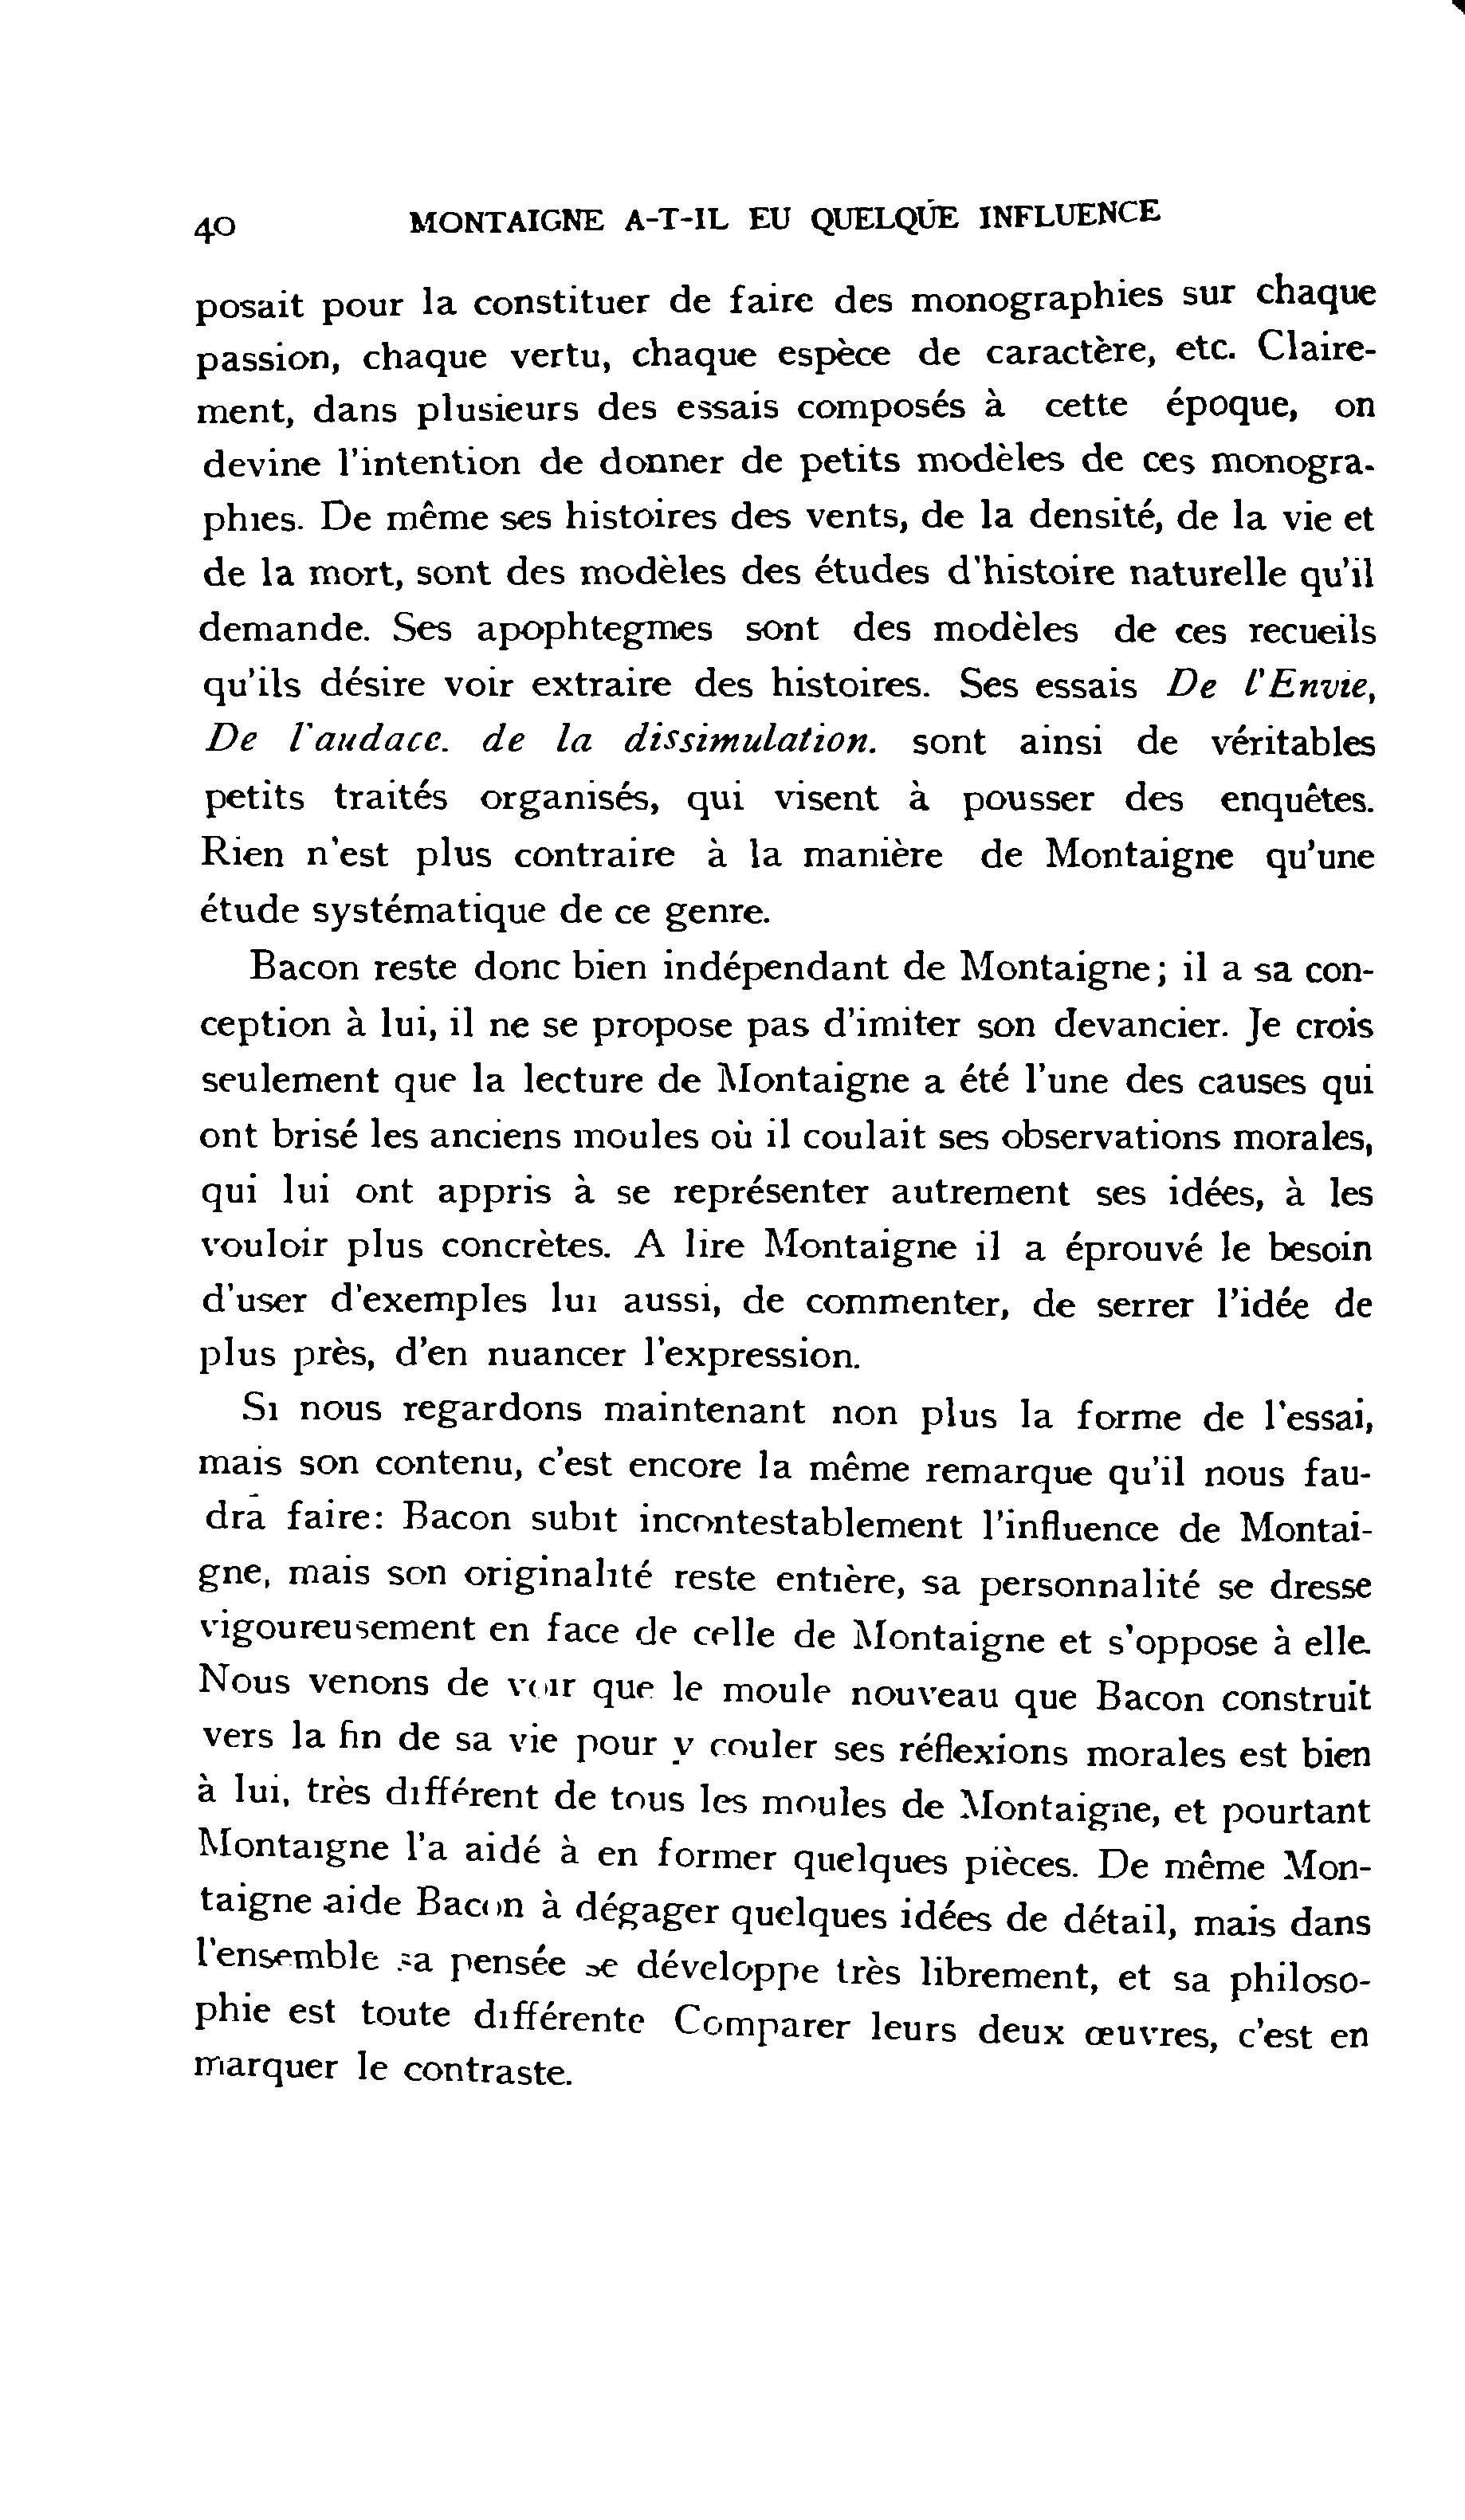 40 MONTAIGNE A-T-IL EU QUELQUE INFLUENCE
posait pour la constituer de faire des monographies sur chaque
passion, chaque vertu, chaque espèce de caractère, etc. Claire-
ment, dans plusieurs des essais composés à cette époque, on
devine l'intention de donner de petits modèles de ces monogra-
phies. De même ses histoires des vents, de la densité, de la vie et
de la mort, sont des modèles des études d'histoire naturelle qu'il
demande. Ses apophtegmes sont des modèles de ces recueils
qu'ils désire voir extraire des histoires. Ses essais De l'Envie,
De l'audace. de la dissimulation. sont ainsi de véritables
petits traités organisés, qui visent à pousser des enquêtes.
Rien n'est plus contraire à la manière de Montaigne qu'une
étude systématique de ce genre.
Bacon reste donc bien indépendant de Montaigne; il a sa con-
ception à lui, il ne se propose pas d'imiter son devancier. Je crois
seulement que la lecture de Montaigne a été l'une des causes qui
ont brisé les anciens moules où il coulait ses observations morales,
qui lui ont appris à se représenter autrement ses idées, à les
vouloir plus concrètes. A lire Montaigne il a éprouvé le besoin
d'user d'exemples lui aussi, de commenter, de serrer l'idée de
plus près, d'en nuancer l'expression.
Si nous regardons maintenant non plus la forme de l'essai,
mais son contenu, c'est encore la même remarque qu'il nous fau-
dra faire: Bacon subit incontestablement l'influence de Montai-
gne, mais son originalité reste entière, sa personnalité se dresse
vigoureusement en face de celle de Montaigne et s'oppose à elle.
Nous venons de voir que le moule nouveau que Bacon construit
vers la fin de sa vie pour y couler ses réflexions morales est bien
à lui, très différent de tous les moules de Montaigne, et pourtant
Montaigne l'a aidé à en former quelques pièces. De même Mon-
taigne aide Bacon à dégager quelques idées de détail, mais dans
l'ensemble sa pensée se développe très librement, et sa philoso-
phie est toute différente Comparer leurs deux œuvres, c'est en
marquer le contraste.